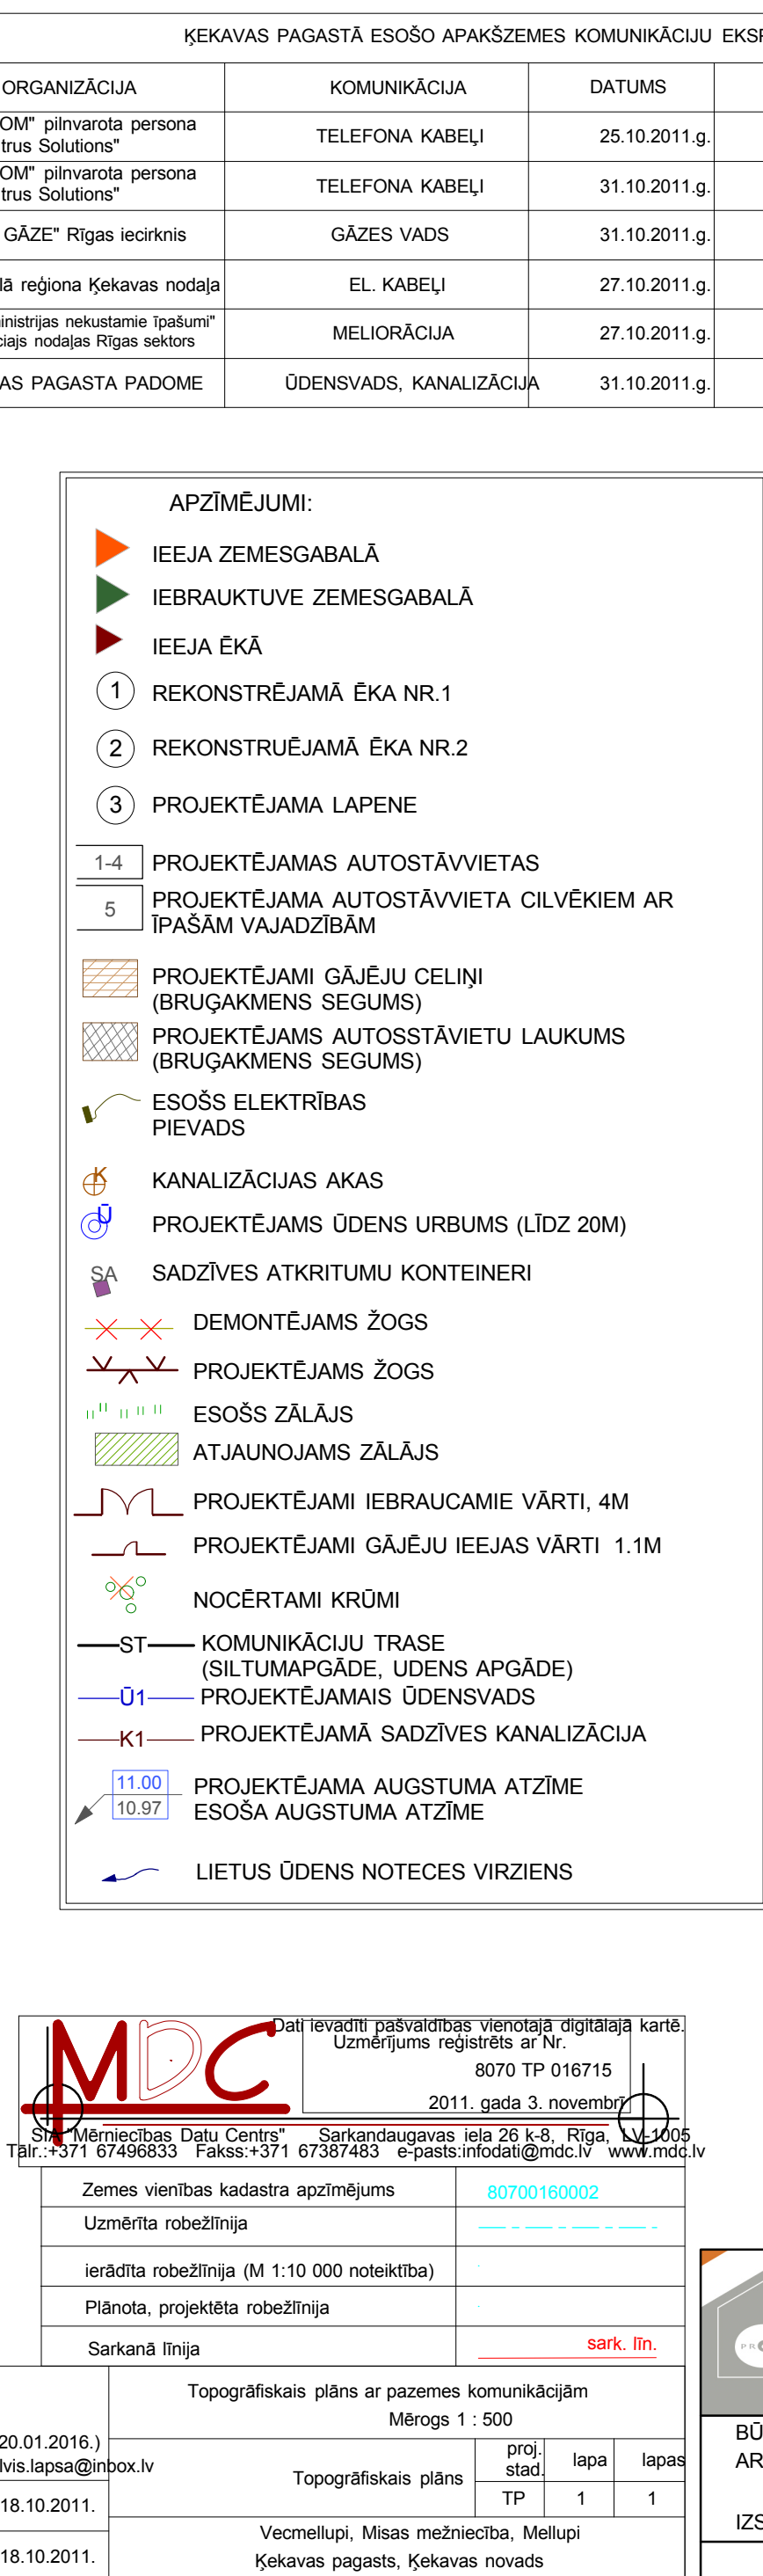 ĶEKAVAS PAGASTĀ ESOŠO APAKŠZEMES KOMUNIKĀCIJU EKSP
ORGANIZĀCIJA KOMUNIKĀCIJA DATUMS
OM" pilnvarota persona
trus Solutions" TELEFONA KABEĻI 25.10.2011.g.
OM" pilnvarota persona
trus Solutions" TELEFONA KABEĻI 31.10.2011.g.
GĀZE" Rīgas iecirknis GĀZES VADS 31.10.2011.g.
lā reģiona Ķekavas nodaļa EL. KABEĻI 27.10.2011.g.
inistrijas nekustamie īpašumi"
ciajs nodaļas Rīgas sektors MELIORĀCIJA 27.10.2011.g.
AS PAGASTA PADOME ŪDENSVADS, KANALIZĀCIJA 31.10.2011.g.
APZĪMĒJUMI:
IEEJA ZEMESGABALĀ
IEBRAUKTUVE ZEMESGABALĀ
IEEJA ĒKĀ
1 REKONSTRĒJAMĀ ĒKA NR.1
2 REKONSTRUĒJAMĀ ĒKA NR.2
3 PROJEKTĒJAMA LAPENE
1-4 PROJEKTĒJAMAS AUTOSTĀVVIETAS
5 PROJEKTĒJAMA AUTOSTĀVVIETA CILVĒKIEM AR
ĪPAŠĀM VAJADZĪBĀM
PROJEKTĒJAMI GĀJĒJU CELIŅI
(BRUĢAKMENS SEGUMS)
PROJEKTĒJAMS AUTOSSTĀVIETU LAUKUMS
(BRUĢAKMENS SEGUMS)
ESOŠS ELEKTRĪBAS
PIEVADS
K KANALIZĀCIJAS AKAS
Ū PROJEKTĒJAMS ŪDENS URBUMS (LĪDZ 20M)
SA SADZĪVES ATKRITUMU KONTEINERI
DEMONTĒJAMS ŽOGS
PROJEKTĒJAMS ŽOGS
ESOŠS ZĀLĀJS
ATJAUNOJAMS ZĀLĀJS
PROJEKTĒJAMI IEBRAUCAMIE VĀRTI, 4M
PROJEKTĒJAMI GĀJĒJU IEEJAS VĀRTI 1.1M
NOCĒRTAMI KRŪMI
ST KOMUNIKĀCIJU TRASE
(SILTUMAPGĀDE, UDENS APGĀDE)
Ū1 PROJEKTĒJAMAIS ŪDENSVADS
K1 PROJEKTĒJAMĀ SADZĪVES KANALIZĀCIJA
11.00 PROJEKTĒJAMA AUGSTUMA ATZĪME
10.97 ESOŠA AUGSTUMA ATZĪME
LIETUS ŪDENS NOTECES VIRZIENS
MDC
Dati ievadīti pašvaldības vienotajā digitālajā kartē.
Uzmērījums reģistrēts ar Nr.
8070 TP 016715
2011. gada 3. novembrī
SIA "Mērniecības Datu Centrs" Sarkandaugavas iela 26 k-8, Rīga, LV-1005
Tālr.:+371 67496833 Fakss:+371 67387483 e-pasts:infodati@mdc.lv www.mdc.lv
Zemes vienības kadastra apzīmējums 80700160002
Uzmērīta robežlīnija
ierādīta robežlīnija (M 1:10 000 noteiktība)
Plānota, projektēta robežlīnija
Sarkanā līnija sark. līn.
Topogrāfiskais plāns ar pazemes komunikācijām
Mērogs 1 : 500
20.01.2016.)
lvis.lapsa@inbox.lv
Topogrāfiskais plāns
proj. stad. lapa lapas
TP 1 1
18.10.2011.
Vecmellupi, Misas mežniecība, Mellupi
Ķekavas pagasts, Ķekavas novads
18.10.2011.
BŪ
AR
IZS